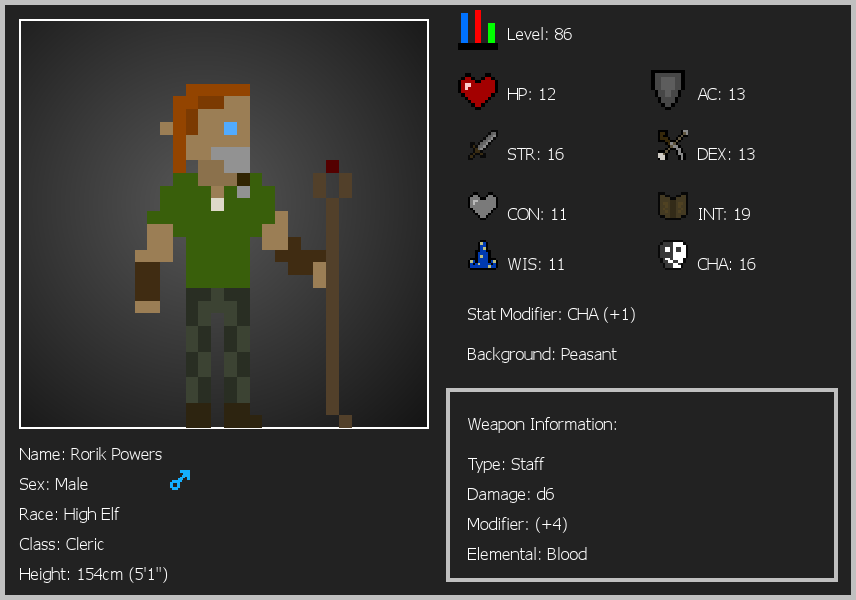 Level: 86
HP: 12
AC: 13
STR: 16
DEX: 13
CON: 11
INT: 19
WIS: 11
CHA: 16
Stat Modifier: CHA (+1)
Background: Peasant
Weapon Information:
Type: Staff
Damage: d6
Modifier: (+4)
Elemental: Blood
Name: Rorik Powers
Sex: Male
Race: High Elf
Class: Cleric
Height: 154cm (5'1")